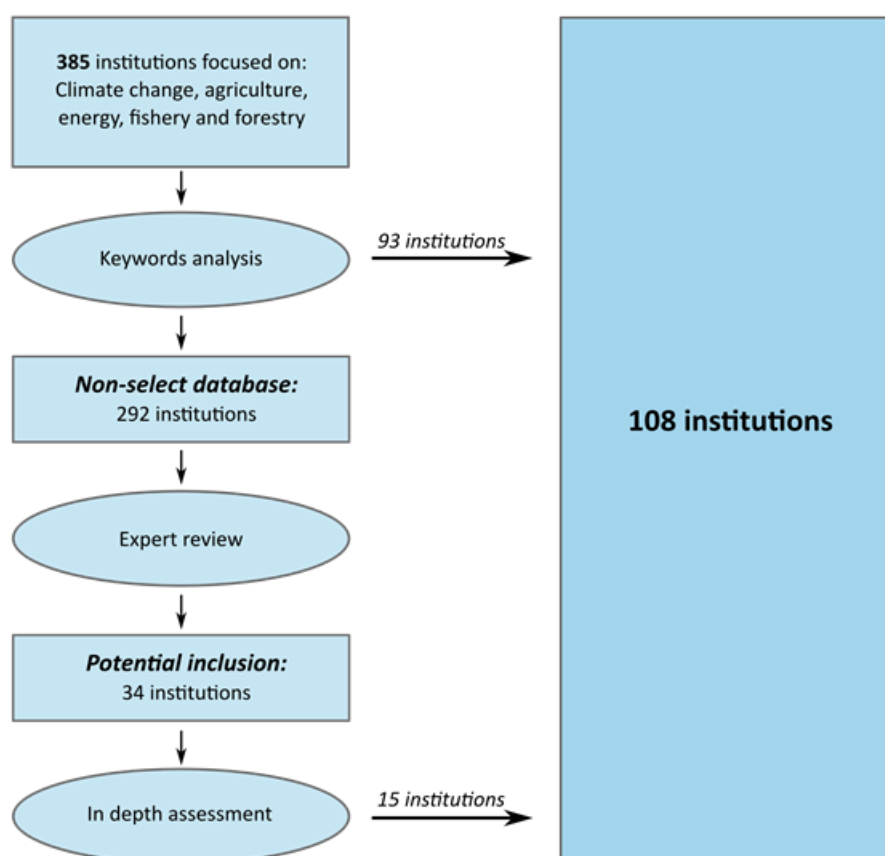 385 institutions focused on:
Climate change, agriculture,
energy, fishery and forestry
Keywords analysis
93 institutions
Non-select database:
292 institutions
Expert review
Potential inclusion:
34 institutions
In depth assessment
15 institutions
108 institutions